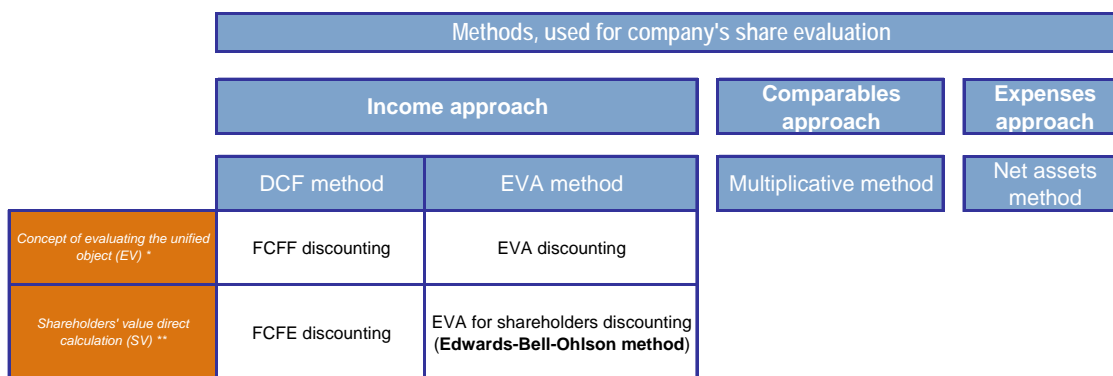 Methods, used for company's share evaluation
Income approach
Comparables
approach
Expenses
approach
DCF method
EVA method
Multiplicative method
Net assets
method
Concept of evaluating the unified
object (EV) *
FCFF discounting
EVA discounting
Shareholders' value direct
calculation (SV) **
FCFE discounting
EVA for shareholders discounting
(Edwards-Bell-Ohlson method)